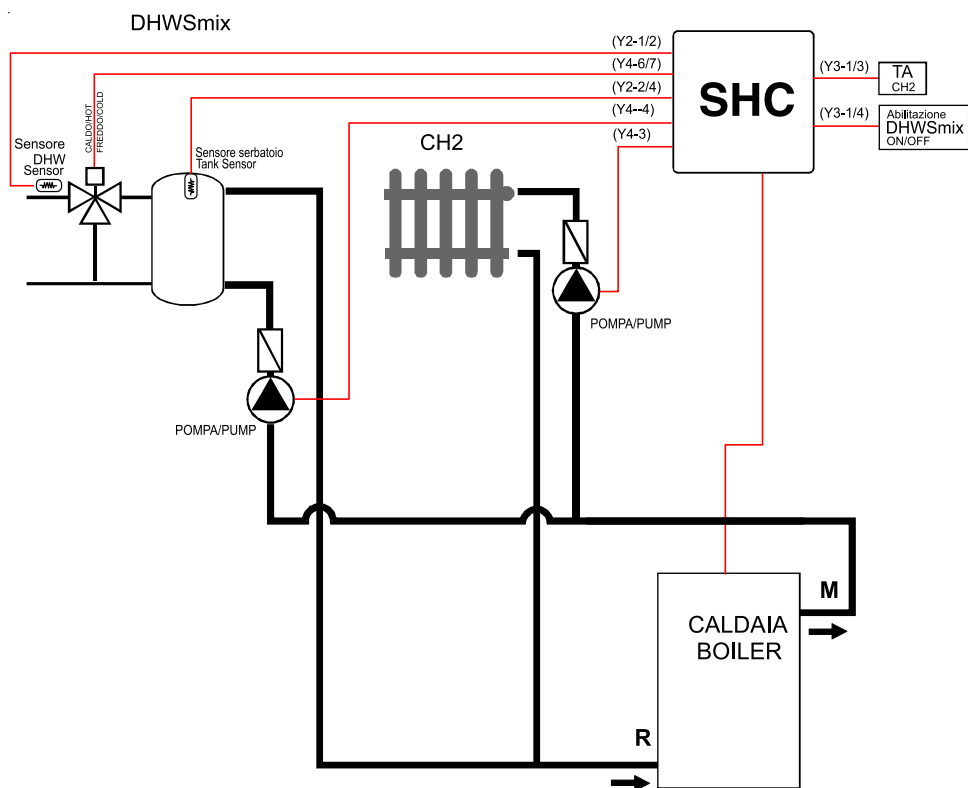 DHWSmix
(Y2-1/2)
(Y4-6/7)
(Y2-2/4)
(Y4--4)
(Y4-3)
SHC
(Y3-1/3)
TA
CH2
(Y3-1/4)
Abilitazione
DHWSmix
ON/OFF
CALDO/HOT
FREDDO/COLD
Sensore
DHW
Sensor
Sensore serbatoio
Tank Sensor
CH2
POMPA/PUMP
POMPA/PUMP
M
CALDAIA
BOILER
R